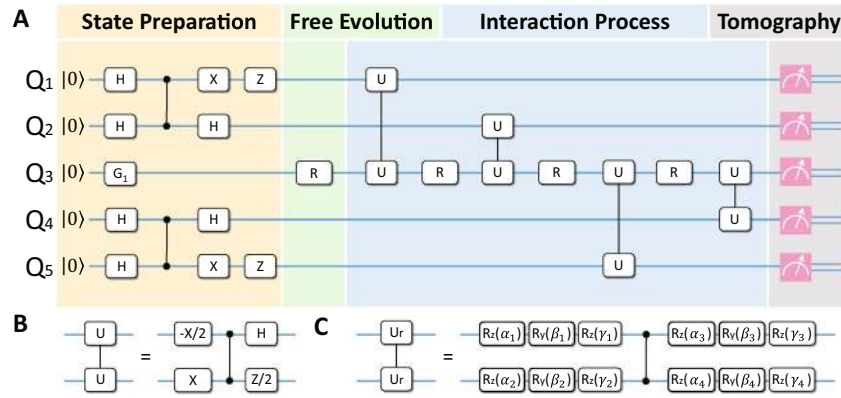 A State Preparation Free Evolution Interaction Process Tomography
Q₁ |0⟩ H X Z U
Q₂ |0⟩ H H U
Q₃ |0⟩ G₁ R U R U R U R U
Q₄ |0⟩ H H U
Q₅ |0⟩ H X Z U
B C
U = -X/2 H Ur = Rz(α₁) Ry(β₁) Rz(γ₁) Rz(α₃) Ry(β₃) Rz(γ₃)
U X Z/2 Ur Rz(α₂) Ry(β₂) Rz(γ₂) Rz(α₄) Ry(β₄) Rz(γ₄)